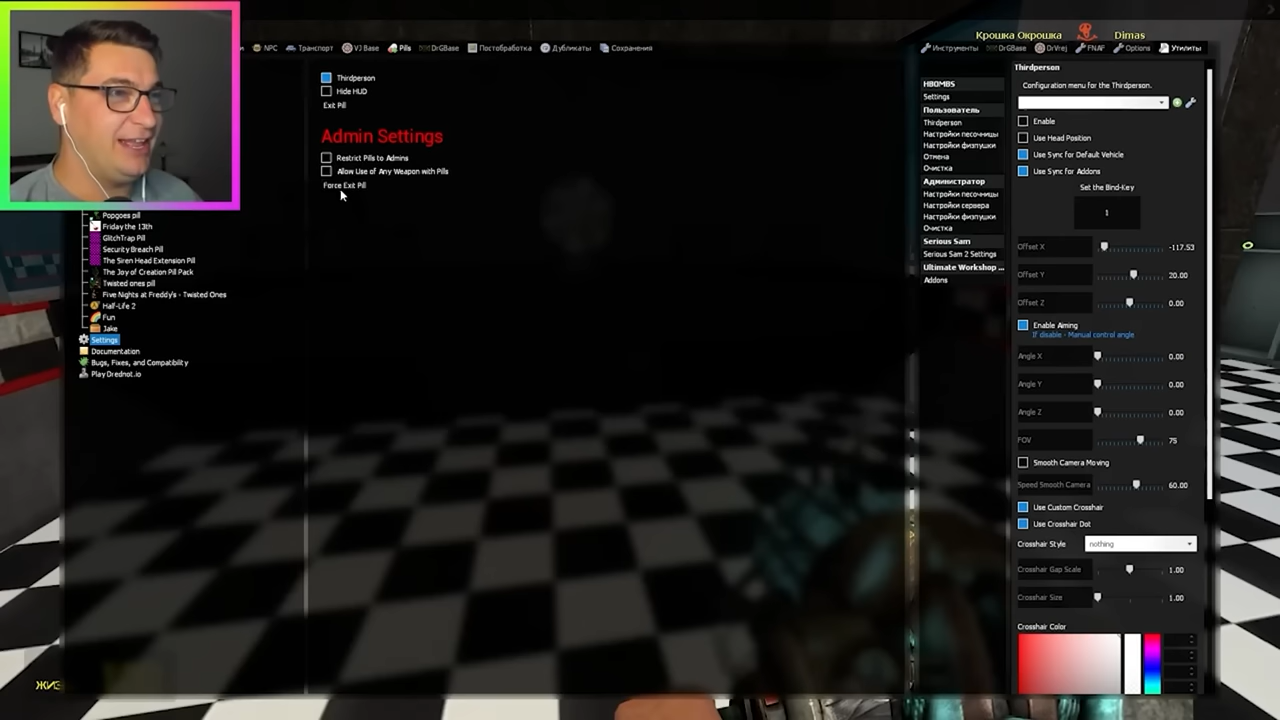 Крошка Окрошка
Dimas
NPC
Транспорт
VJ Base
Pills
DrGBase
Постобработка
Дубликаты
Сохранения
Инструменты
DrGBase
DrVrej
FNAF
Options
Утилиты
Popgoes pill
Friday the 13th
GlitchTrap Pill
Security Breach Pill
The Siren Head Extension Pill
The Joy of Creation Pill Pack
Twisted ones pill
Five Nights at Freddy's - Twisted Ones
Half-Life 2
Fun
Jake
Settings
Documentation
Bugs, Fixes, and Compatibility
Play Drednot.io
Thirdperson
Hide HUD
Exit Pill
Admin Settings
Restrict Pills to Admins
Allow Use of Any Weapon with Pills
Force Exit Pill
HBOMBS
Settings
Пользователь
Thirdperson
Настройки песочницы
Настройки физпушки
Отмена
Очистка
Администратор
Настройки песочницы
Настройки сервера
Настройки физпушки
Очистка
Serious Sam
Serious Sam 2 Settings
Ultimate Workshop ...
Addons
Thirdperson
Configuration menu for the Thirdperson.
Enable
Use Head Position
Use Sync for Default Vehicle
Use Sync for Addons
Set the Bind-Key
1
Offset X -117.53
Offset Y 20.00
Offset Z 0.00
Enable Aiming
If disable - Manual control angle
Angle X 0.00
Angle Y 0.00
Angle Z 0.00
FOV 75
Smooth Camera Moving
Speed Smooth Camera 60.00
Use Custom Crosshair
Use Crosshair Dot
Crosshair Style nothing
Crosshair Gap Scale 1.00
Crosshair Size 1.00
Crosshair Color